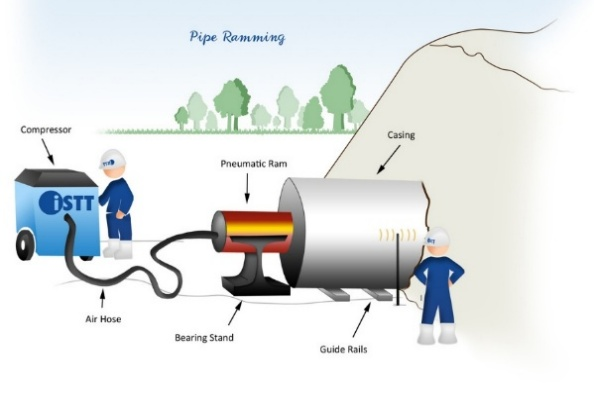 Pipe Ramming
Compressor
Casing
Pneumatic Ram
iSTT
Air Hose
Bearing Stand
Guide Rails